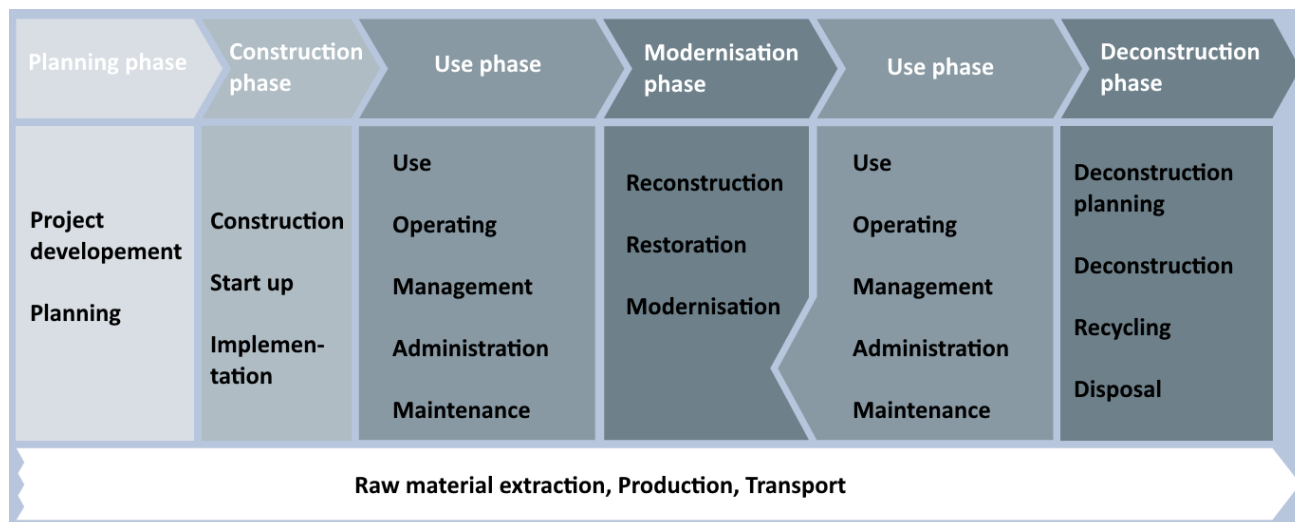 Planning phase
Construction
phase
Use phase
Modernisation
phase
Use phase
Deconstruction
phase
Project
developement
Planning
Construction
Start up
Implemen-
tation
Use
Operating
Management
Administration
Maintenance
Reconstruction
Restoration
Modernisation
Use
Operating
Management
Administration
Maintenance
Deconstruction
planning
Deconstruction
Recycling
Disposal
Raw material extraction, Production, Transport